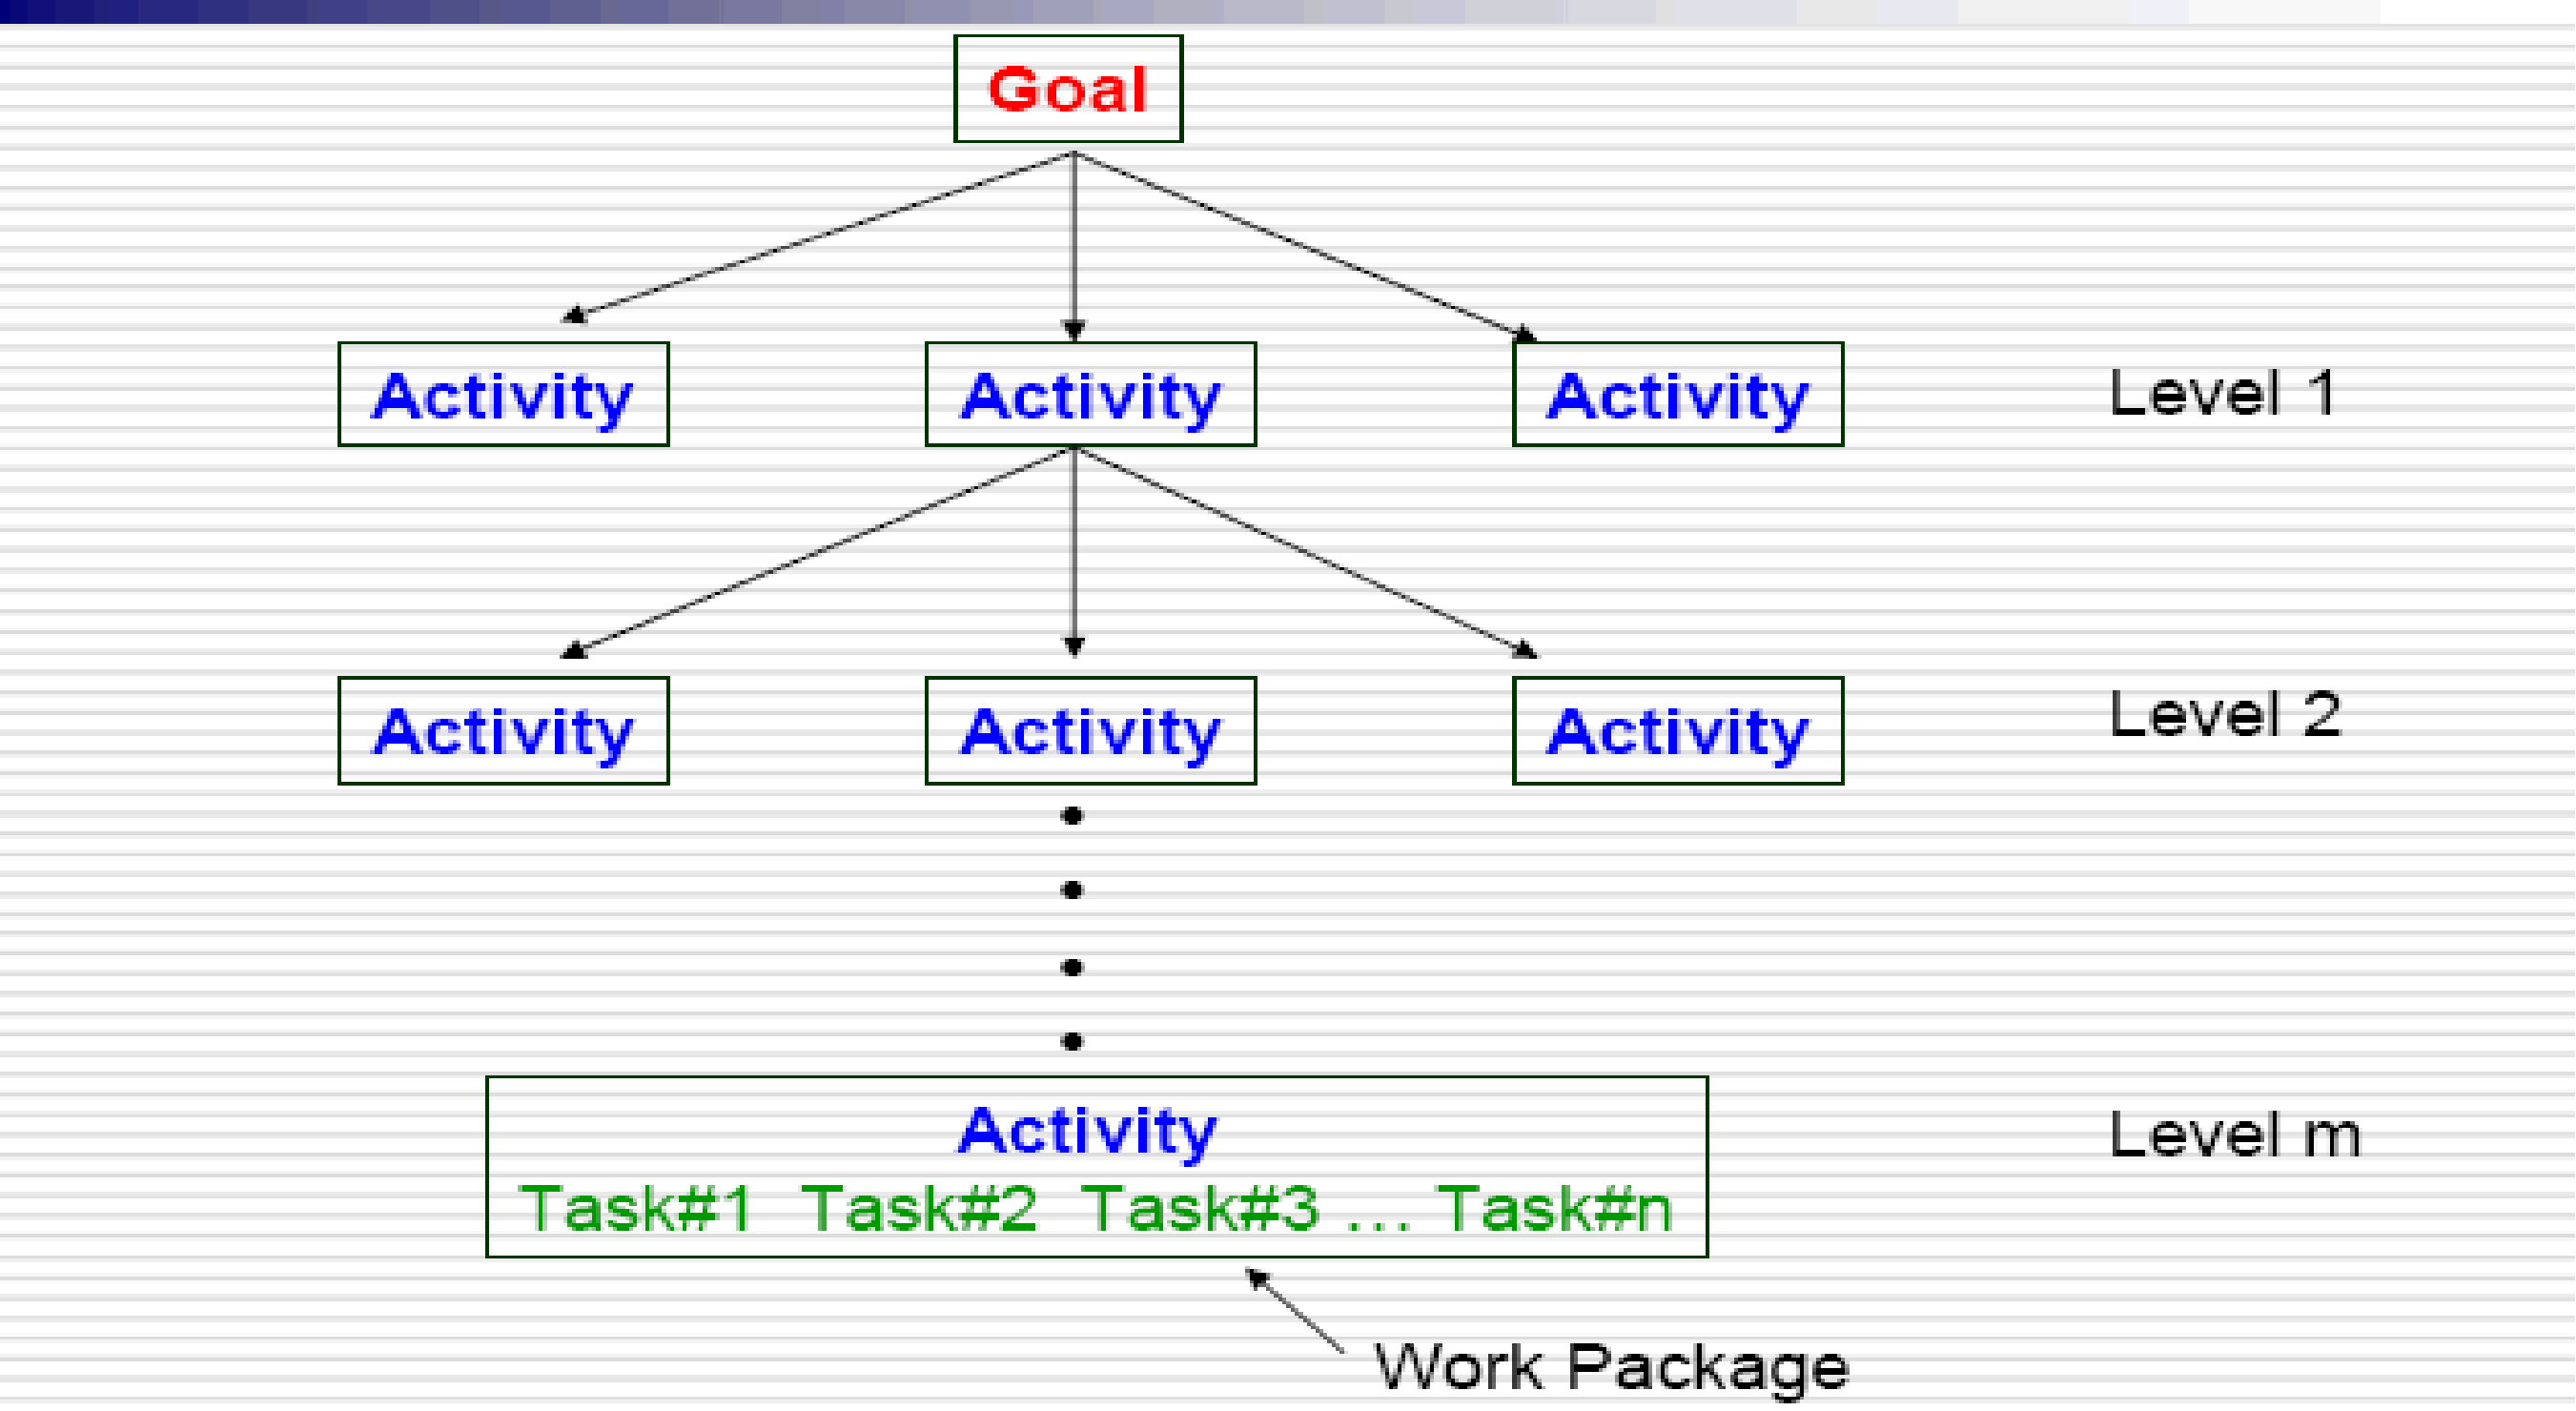 Goal
Activity Activity Activity Level 1
Activity Activity Activity Level 2
Activity Level m
Task#1 Task#2 Task#3 ... Task#n
Work Package